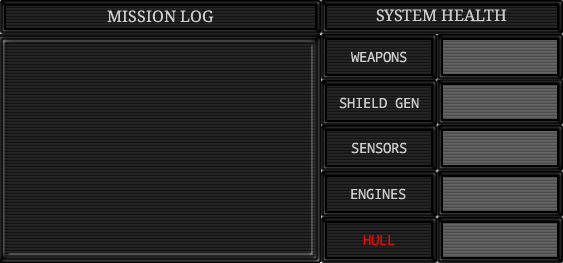 MISSION LOG
SYSTEM HEALTH
WEAPONS
SHIELD GEN
SENSORS
ENGINES
HULL